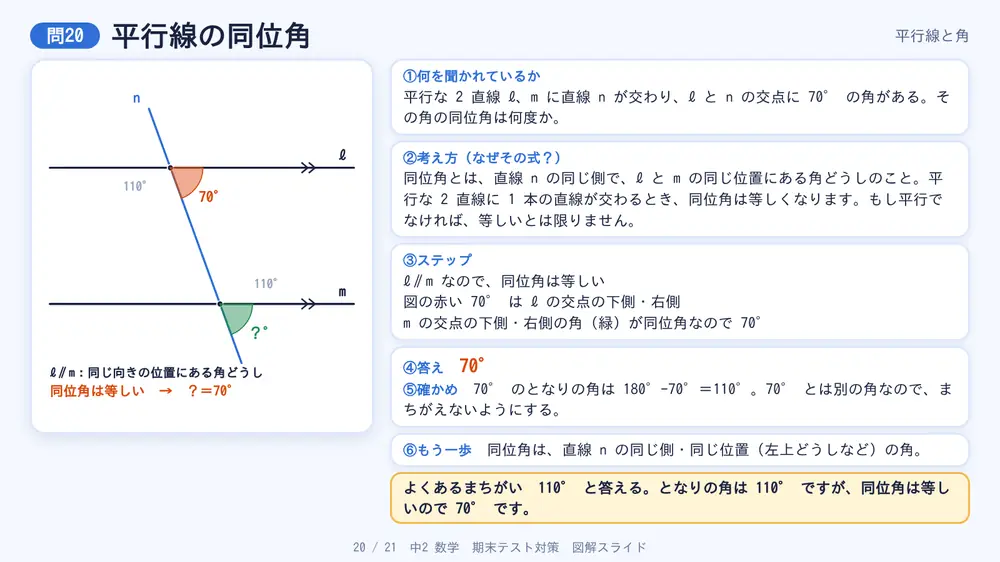 問20 平行線の同位角
平行線と角
n
ℓ
110°
70°
110°
m
?°
ℓ∥m：同じ向きの位置にある角どうし
同位角は等しい　→　？＝70°
①何を聞かれているか
平行な 2 直線 ℓ、m に直線 n が交わり、ℓ と n の交点に 70° の角がある。そ
の角の同位角は何度か。
②考え方（なぜその式？）
同位角とは、直線 n の同じ側で、ℓ と m の同じ位置にある角どうしのこと。平
行な 2 直線に 1 本の直線が交わるとき、同位角は等しくなります。もし平行で
なければ、等しいとは限りません。
③ステップ
ℓ∥m なので、同位角は等しい
図の赤い 70° は ℓ の交点の下側・右側
m の交点の下側・右側の角（緑）が同位角なので 70°
④答え　70°
⑤確かめ　70° のとなりの角は 180°-70°＝110°。70° とは別の角なので、ま
ちがえないようにする。
⑥もう一歩　同位角は、直線 n の同じ側・同じ位置（左上どうしなど）の角。
よくあるまちがい　110° と答える。となりの角は 110° ですが、同位角は等し
いので 70° です。
20 / 21　中2 数学　期末テスト対策　図解スライド